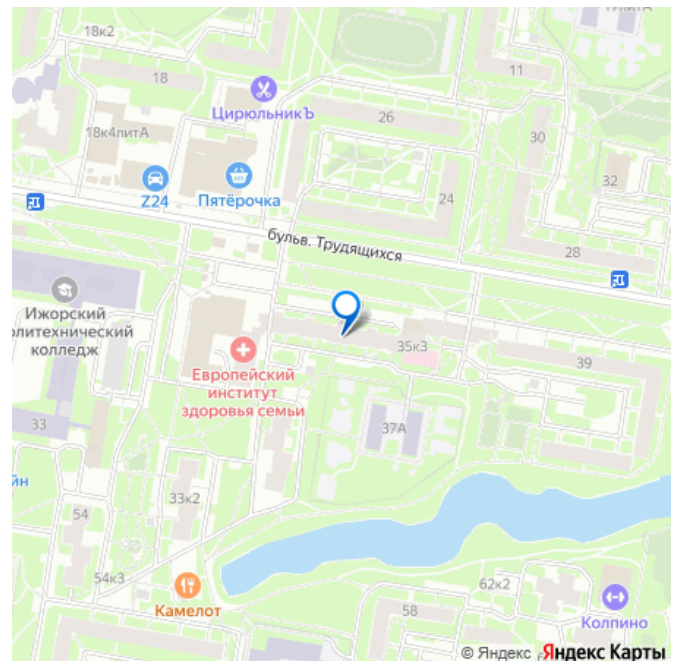 18к2
11
18
ЦирюльникЪ
26
18к4литА
30
32
Z24
Пятёрочка
24
бульв. Трудящихся
28
Ижорский
олитехнический
колледж
35к3
39
Европейский
институт
здоровья семьи
33
37А
йн
33к2
54
54к3
62к2
Камелот
58
Колпино
© Яндекс Яндекс Карты